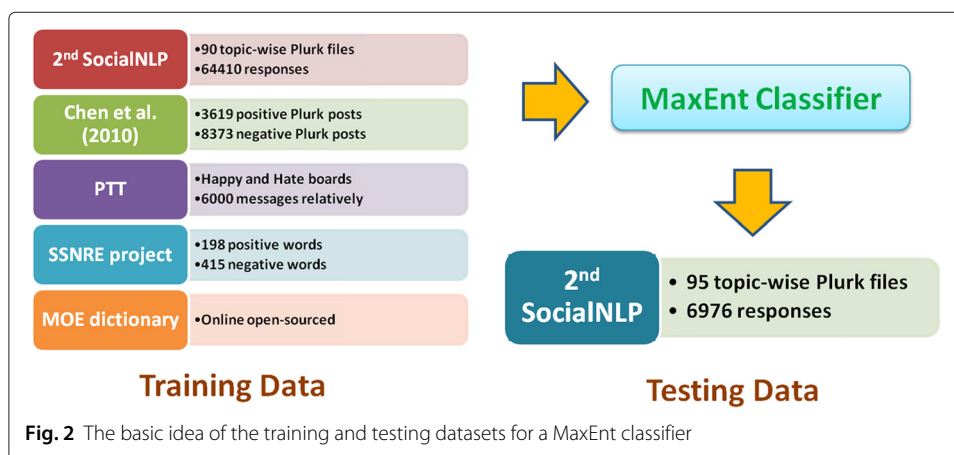 2nd SocialNLP
•90 topic-wise Plurk files
•64410 responses
Chen et al.
(2010)
•3619 positive Plurk posts
•8373 negative Plurk posts
PTT
•Happy and Hate boards
•6000 messages relatively
SSNRE project
•198 positive words
•415 negative words
MOE dictionary
•Online open-sourced
Training Data
MaxEnt Classifier
2nd
SocialNLP
• 95 topic-wise Plurk files
• 6976 responses
Testing Data
Fig. 2 The basic idea of the training and testing datasets for a MaxEnt classifier